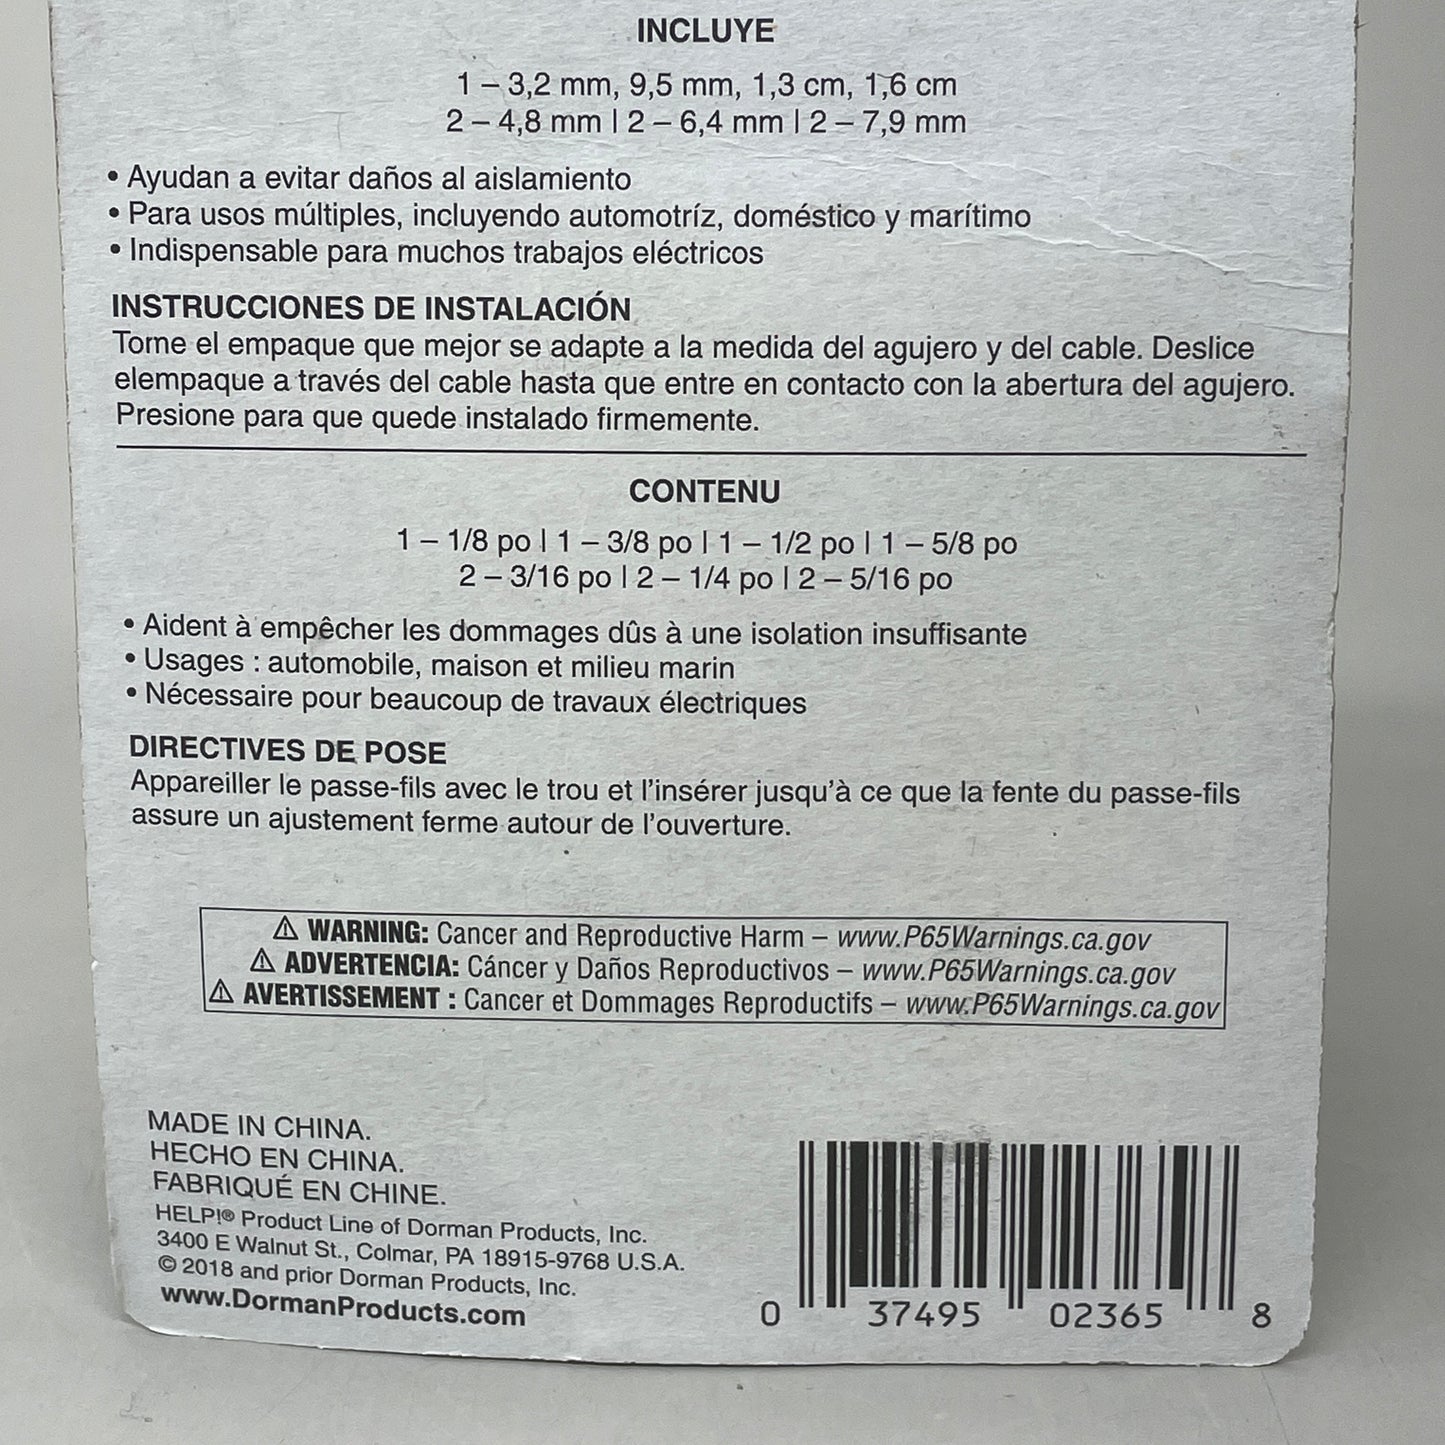 INCLUYE
1 – 3,2 mm, 9,5 mm, 1,3 cm, 1,6 cm
2 – 4,8 mm | 2 – 6,4 mm | 2 – 7,9 mm
• Ayudan a evitar daños al aislamiento
• Para usos múltiples, incluyendo automotríz, doméstico y marítimo
• Indispensable para muchos trabajos eléctricos
INSTRUCCIONES DE INSTALACIÓN
Tome el empaque que mejor se adapte a la medida del agujero y del cable. Deslice
elempaque a través del cable hasta que entre en contacto con la abertura del agujero.
Presione para que quede instalado firmemente.
CONTENU
1 – 1/8 po | 1 – 3/8 po | 1 – 1/2 po | 1 – 5/8 po
2 – 3/16 po | 2 – 1/4 po | 2 – 5/16 po
• Aident à empêcher les dommages dûs à une isolation insuffisante
• Usages : automobile, maison et milieu marin
• Nécessaire pour beaucoup de travaux électriques
DIRECTIVES DE POSE
Appareiller le passe-fils avec le trou et l'insérer jusqu'à ce que la fente du passe-fils
assure un ajustement ferme autour de l'ouverture.
⚠ WARNING: Cancer and Reproductive Harm – www.P65Warnings.ca.gov
⚠ ADVERTENCIA: Cáncer y Daños Reproductivos – www.P65Warnings.ca.gov
⚠ AVERTISSEMENT : Cancer et Dommages Reproductifs – www.P65Warnings.ca.gov
MADE IN CHINA.
HECHO EN CHINA.
FABRIQUÉ EN CHINE.
HELP!® Product Line of Dorman Products, Inc.
3400 E Walnut St., Colmar, PA 18915-9768 U.S.A.
© 2018 and prior Dorman Products, Inc.
www.DormanProducts.com
0 37495 02365 8